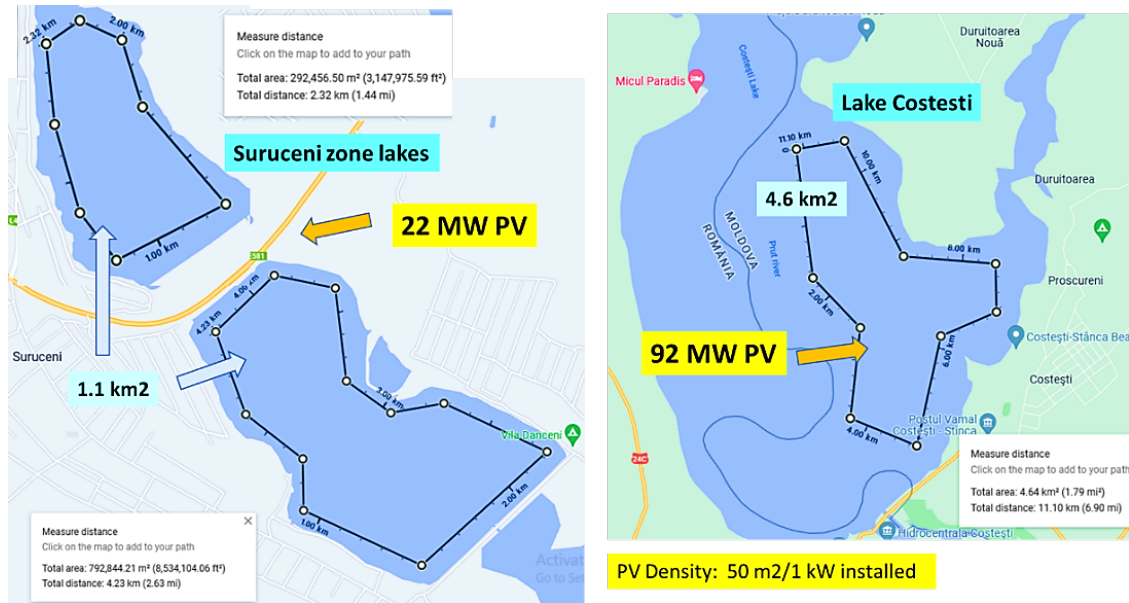 2.32 km
2.00 km
Measure distance
Click on the map to add to your path
Total area: 292,456.50 m² (3,147,975.59 ft²)
Total distance: 2.32 km (1.44 mi)
Suruceni zone lakes
1.00 km
22 MW PV
E581
4.23 km
3.00 km
Suruceni
1.1 km2
Vila Danceni
2.00 km
1.00 km
Measure distance
Click on the map to add to your path
Total area: 792,844.21 m² (8,534,104.06 ft²)
Total distance: 4.23 km (2.63 mi)
Duruitoarea
Nouă
Micul Paradis
Costești Lake
Lake Costesti
11.10 km
0
10.00 km
4.6 km2
Duruitoarea
MOLDOVA
ROMÂNIA
Prut river
8.00 km
2.00 km
Proscureni
92 MW PV
6.00 km
Costești-Stânca Bea
Costești
4.00 km
Postul Vamal
Costești - Stînca
24C
Measure distance
Click on the map to add to your path
Total area: 4.64 km² (1.79 mi²)
Total distance: 11.10 km (6.90 mi)
Hidrocentrala Costești
PV Density: 50 m2/1 kW installed